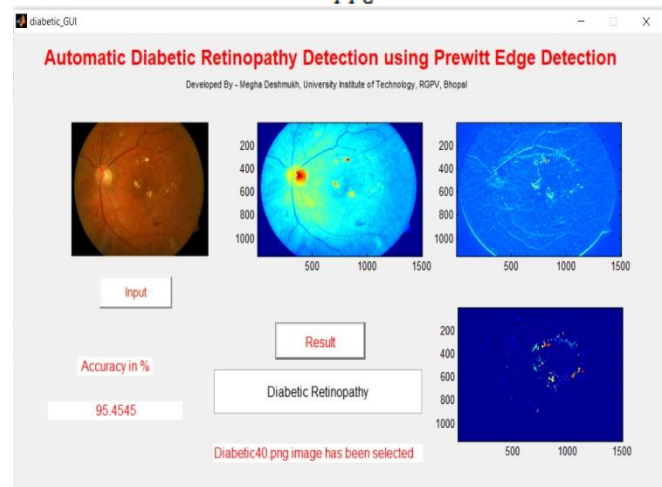 diabetic_GUI
Automatic Diabetic Retinopathy Detection using Prewitt Edge Detection
Developed By - Megha Deshmukh, University Institute of Technology, RGPV, Bhopal
200
400
600
800
1000
500 1000 1500
200
400
600
800
1000
500 1000 1500
Input
Result
Accuracy in %
95.4545
Diabetic Retinopathy
Diabetic40.png image has been selected
200
400
600
800
1000
500 1000 1500